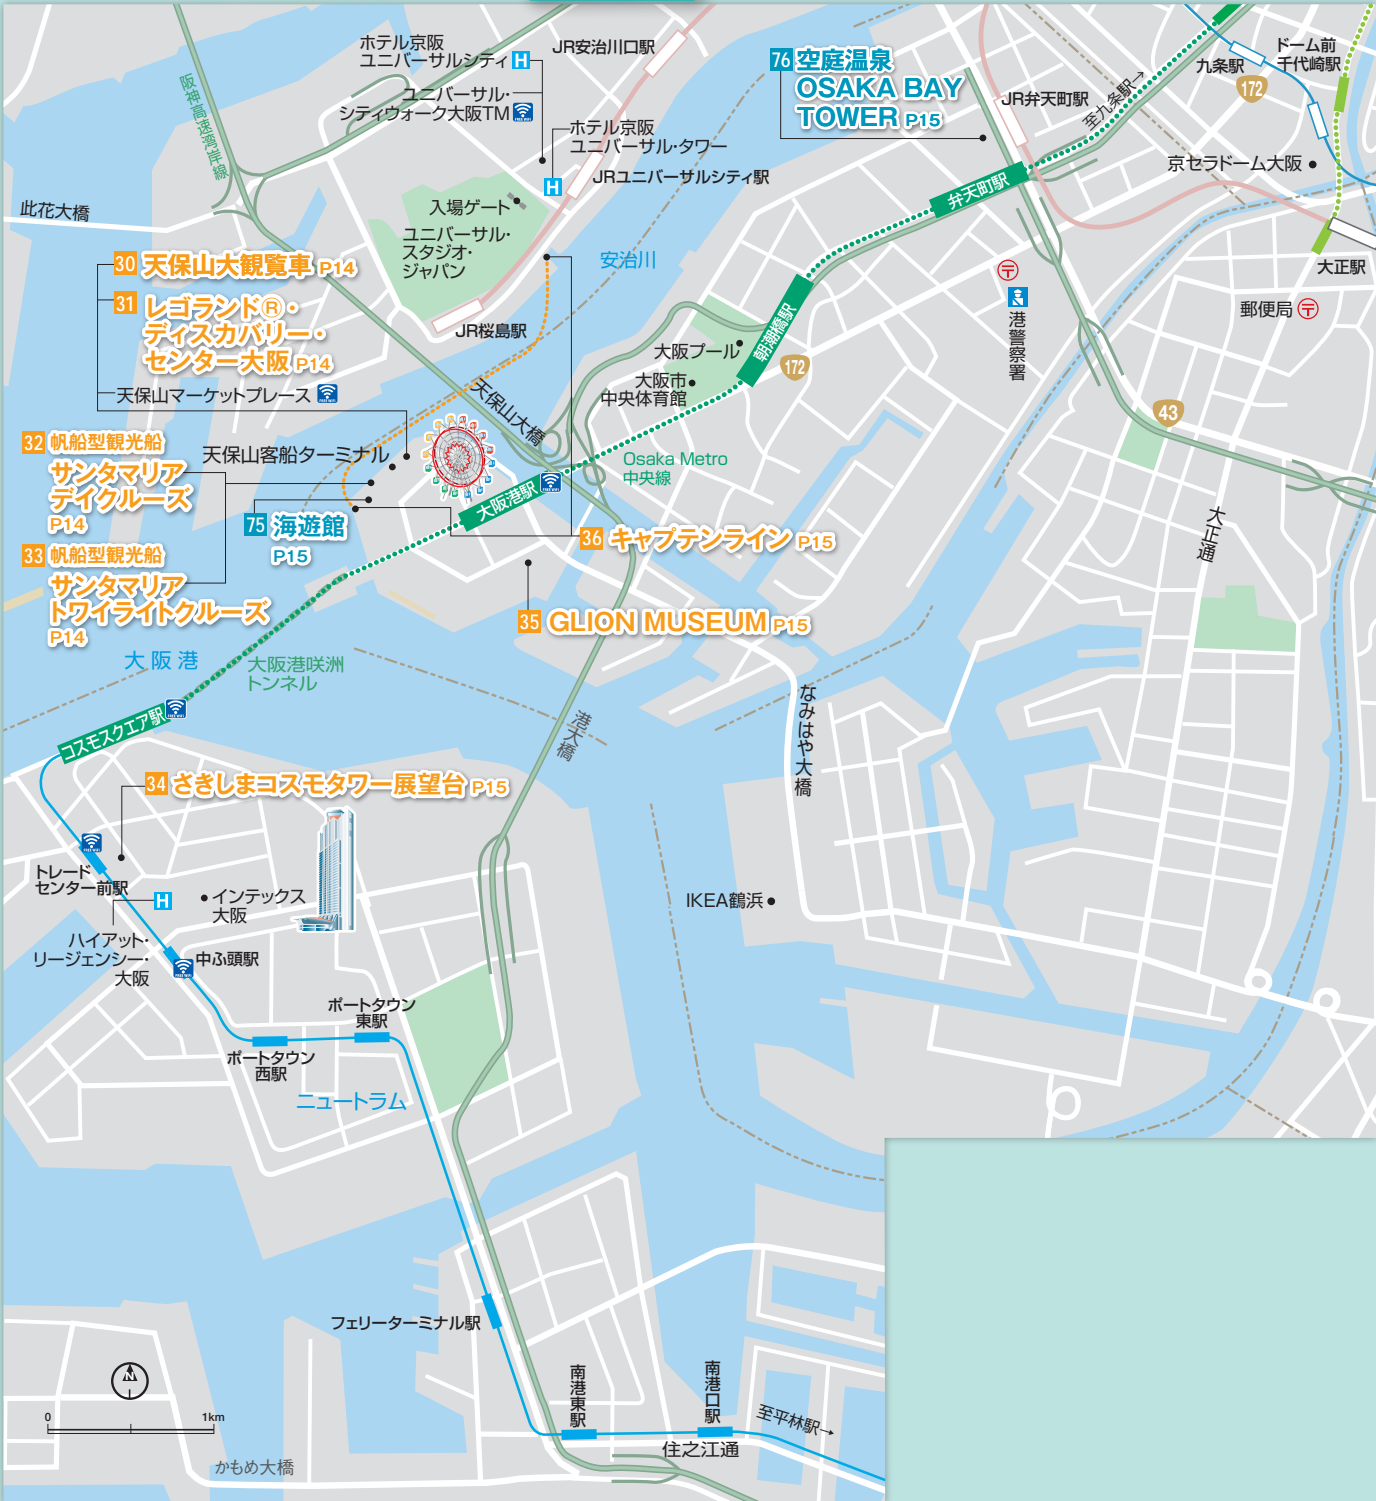 ホテル京阪
ユニバーサルシティ H
JR安治川口駅
ユニバーサル・
シティウォーク大阪TM
FREE WiFi
ホテル京阪
ユニバーサル・タワー
H
JRユニバーサルシティ駅
阪神高速湾岸線
76 空庭温泉
OSAKA BAY
TOWER P15
JR弁天町駅
至九条駅→
九条駅
ドーム前
千代崎駅
172
京セラドーム大阪
弁天町駅
大正駅
此花大橋
入場ゲート
ユニバーサル・
スタジオ・
ジャパン
安治川
30 天保山大観覧車 P14
31 レゴランド®・
ディスカバリー・
センター大阪 P14
天保山マーケットプレース
FREE WiFi
JR桜島駅
朝潮橋駅
大阪プール
大阪市
中央体育館
172
港警察署
郵便局
43
天保山大橋
32 帆船型観光船
サンタマリア
デイクルーズ
P14
天保山客船ターミナル
Osaka Metro
中央線
大阪港駅
FREE WiFi
75 海遊館
P15
36 キャプテンライン P15
33 帆船型観光船
サンタマリア
トワイライトクルーズ
P14
35 GLION MUSEUM P15
大正通
大阪港
大阪港咲洲
トンネル
コスモスクエア駅
FREE WiFi
港大橋
なみはや大橋
34 さきしまコスモタワー展望台 P15
FREE WiFi
トレード
センター前駅
H
インテックス
大阪
IKEA鶴浜
ハイアット・
リージェンシー・
大阪
中ふ頭駅
FREE WiFi
ポートタウン
東駅
ポートタウン
西駅
ニュートラム
フェリーターミナル駅
南港東駅
南港口駅
至平林駅→
住之江通
N
0 1km
かもめ大橋